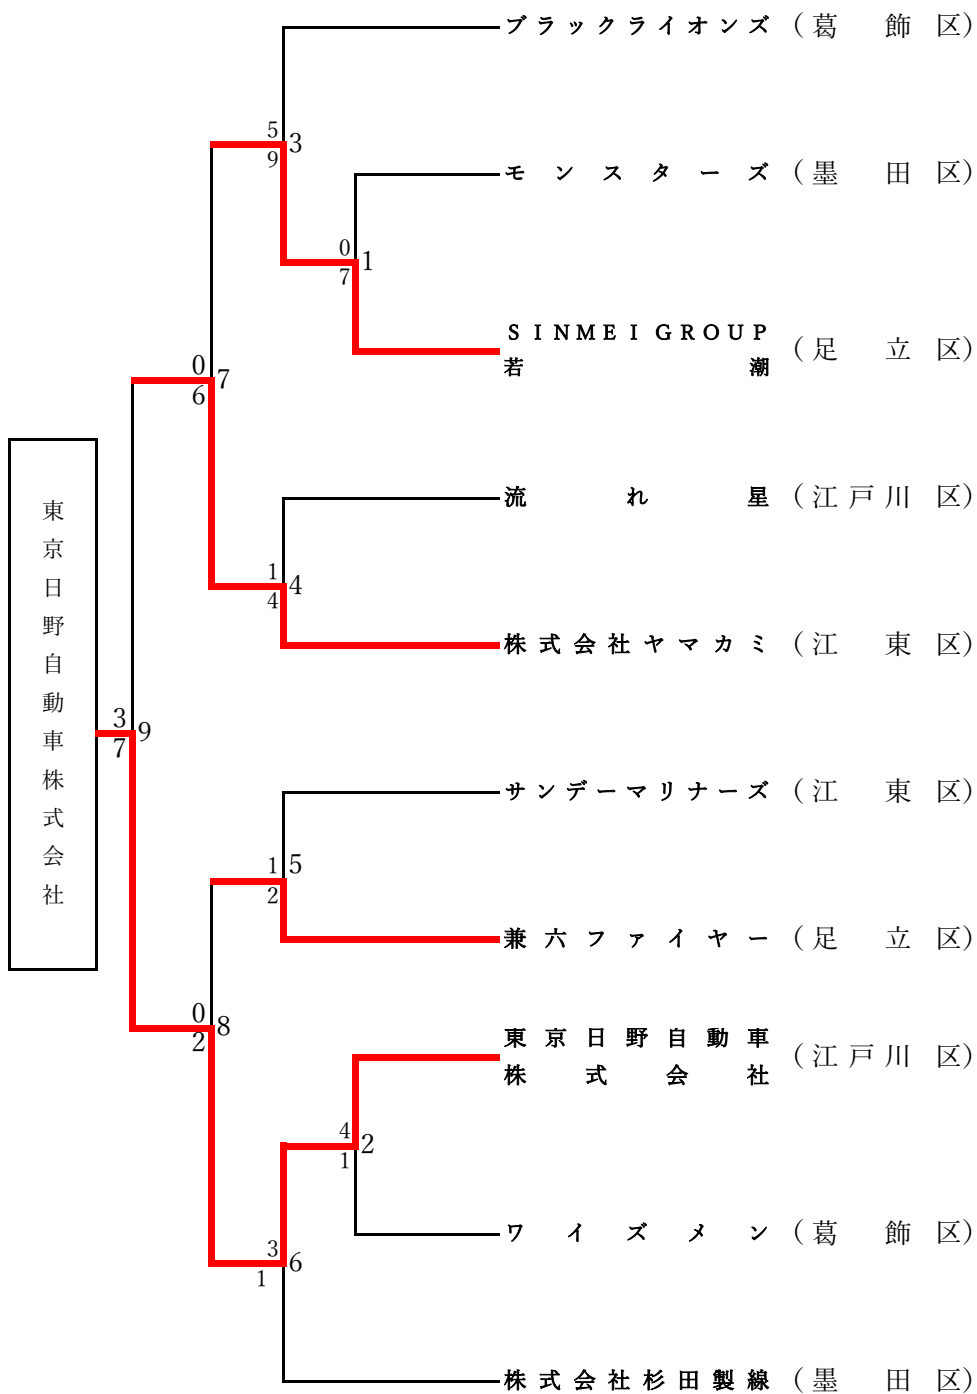 ブラックライオンズ（葛飾区）
5
9
3
モンスターズ（墨田区）
0
7
1
ＳＩＮＭＥＩ ＧＲＯＵＰ
若潮
（足立区）
0
6
7
流れ星（江戸川区）
1
4
4
株式会社ヤマカミ（江東区）
東京日野自動車株式会社
3
7
9
サンデーマリナーズ（江東区）
1
2
5
兼六ファイヤー（足立区）
0
2
8
東京日野自動車
株式会社
（江戸川区）
4
1
2
ワイズメン（葛飾区）
3
1
6
株式会社杉田製線（墨田区）